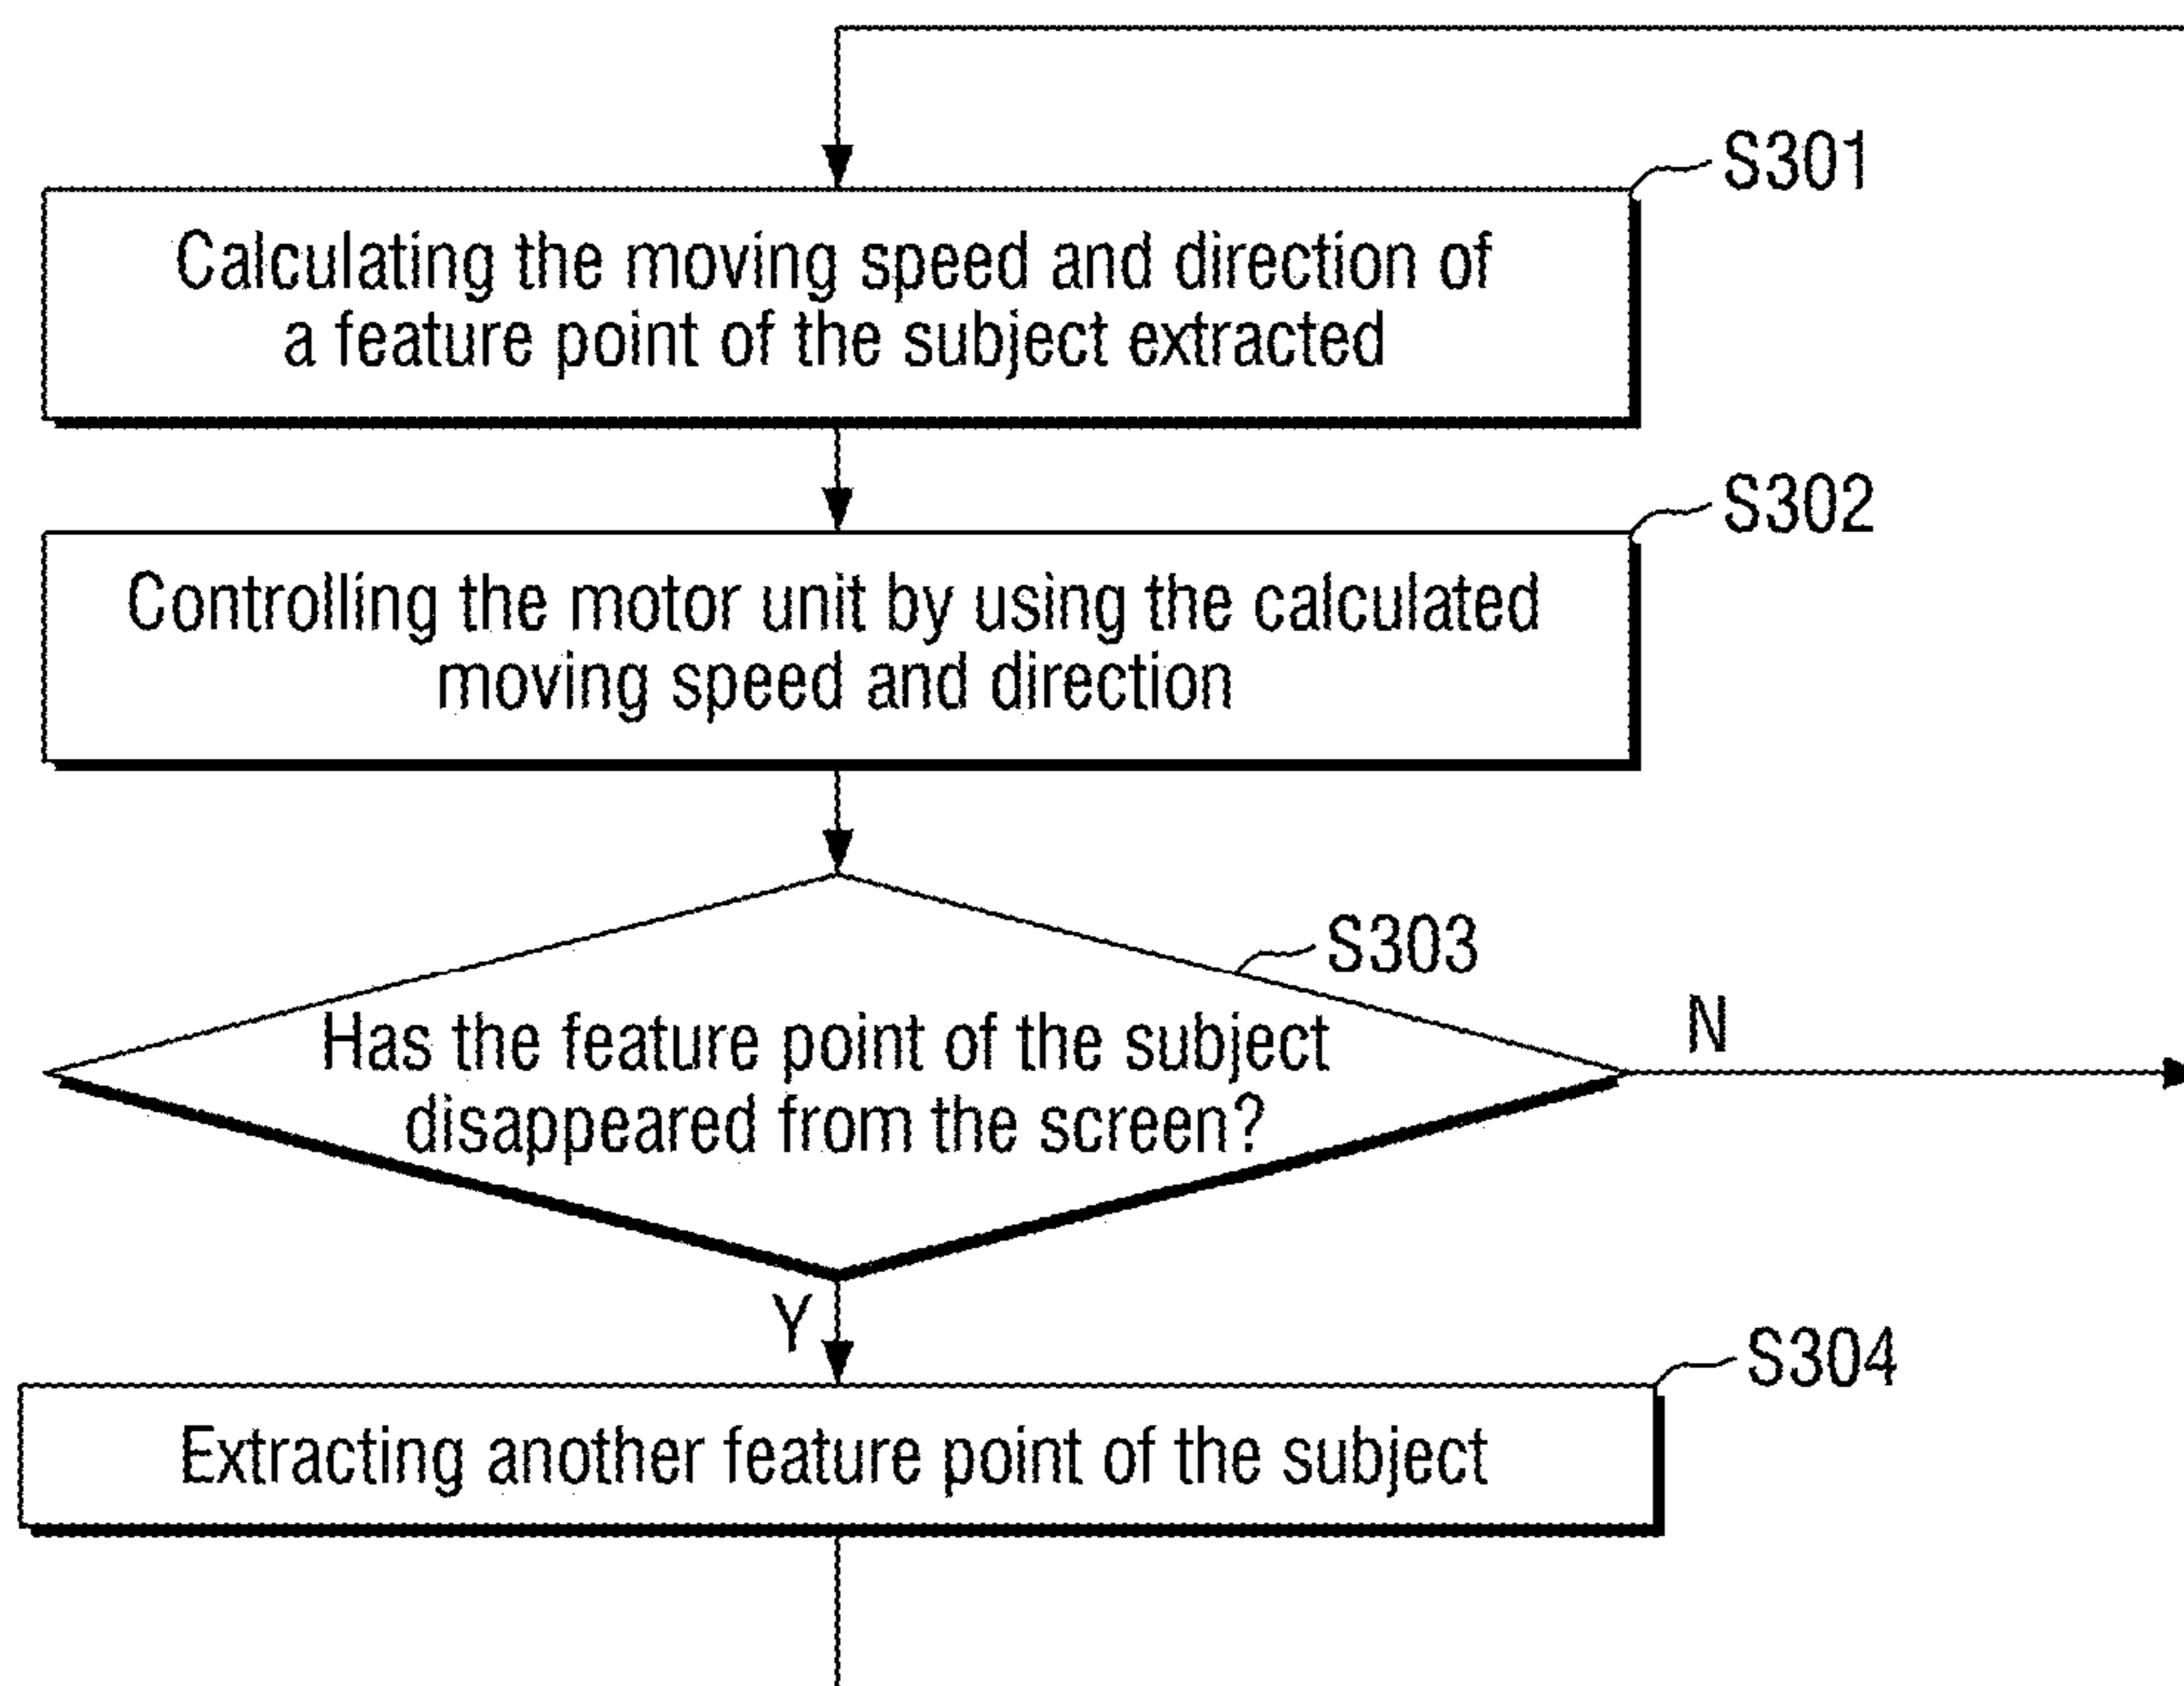 S301
Calculating the moving speed and direction of
a feature point of the subject extracted
S302
Controlling the motor unit by using the calculated
moving speed and direction
S303
Has the feature point of the subject
disappeared from the screen?
N
Y
S304
Extracting another feature point of the subject